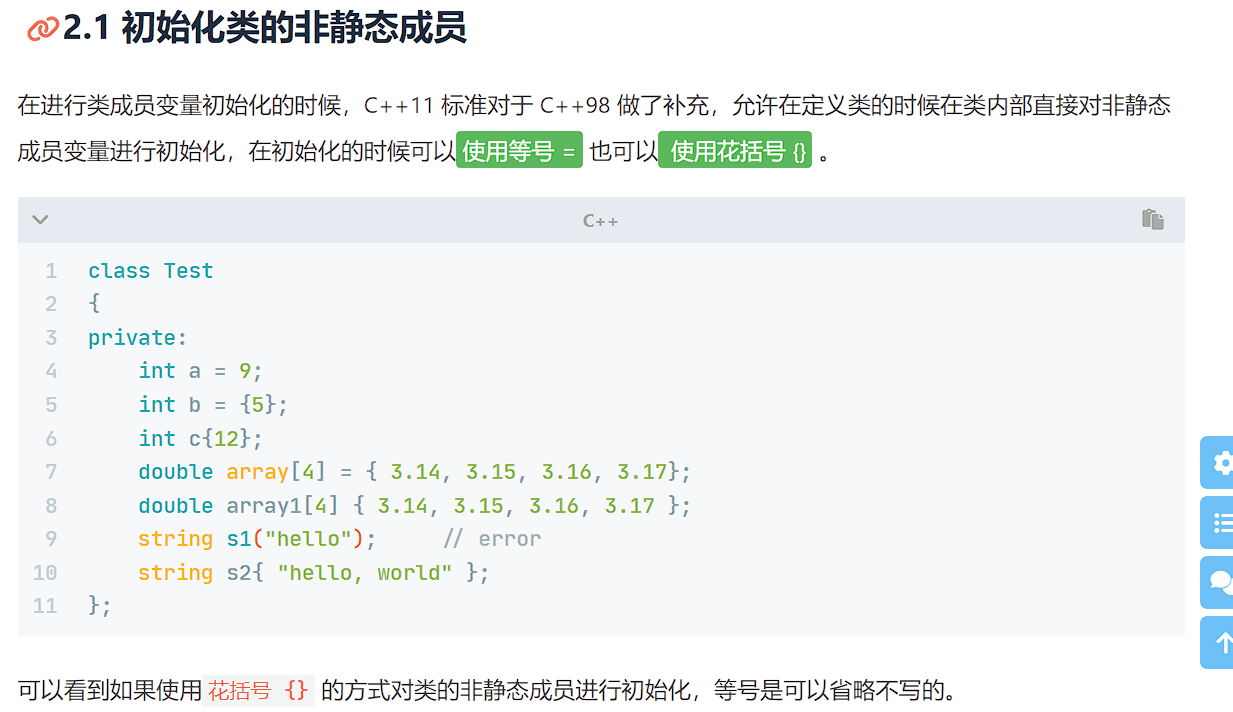 2.1 初始化类的非静态成员
在进行类成员变量初始化的时候，C++11 标准对于 C++98 做了补充，允许在定义类的时候在类内部直接对非静态
成员变量进行初始化，在初始化的时候可以 使用等号 = 也可以 使用花括号 {} 。
C++
1 class Test
2 {
3 private:
4     int a = 9;
5     int b = {5};
6     int c{12};
7     double array[4] = { 3.14, 3.15, 3.16, 3.17};
8     double array1[4] { 3.14, 3.15, 3.16, 3.17 };
9     string s1("hello");     // error
10     string s2{ "hello, world" };
11 };
可以看到如果使用 花括号 {} 的方式对类的非静态成员进行初始化，等号是可以省略不写的。